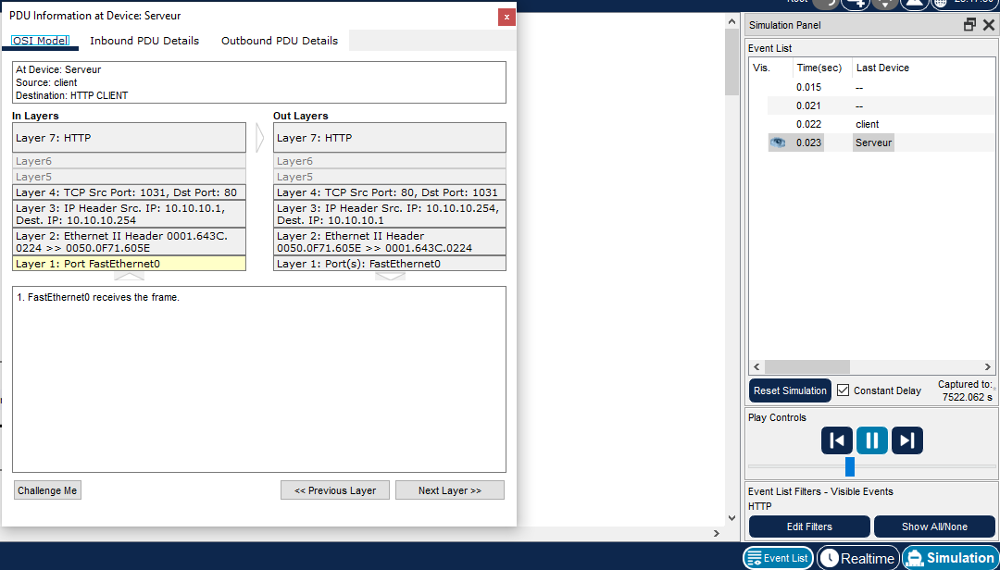 PDU Information at Device: Serveur
x
OSI Model
Inbound PDU Details
Outbound PDU Details
At Device: Serveur
Source: client
Destination: HTTP CLIENT
In Layers
Layer 7: HTTP
Layer6
Layer5
Layer 4: TCP Src Port: 1031, Dst Port: 80
Layer 3: IP Header Src. IP: 10.10.10.1,
Dest. IP: 10.10.10.254
Layer 2: Ethernet II Header 0001.643C.
0224 >> 0050.0F71.605E
Layer 1: Port FastEthernet0
Out Layers
Layer 7: HTTP
Layer6
Layer5
Layer 4: TCP Src Port: 80, Dst Port: 1031
Layer 3: IP Header Src. IP: 10.10.10.254,
Dest. IP: 10.10.10.1
Layer 2: Ethernet II Header
0050.0F71.605E >> 0001.643C.0224
Layer 1: Port(s): FastEthernet0
1. FastEthernet0 receives the frame.
Challenge Me
<< Previous Layer
Next Layer >>
Simulation Panel
Event List
Vis. Time(sec) Last Device
0.015 --
0.021 --
0.022 client
0.023 Serveur
Reset Simulation
Constant Delay
Captured to:
7522.062 s
Play Controls
Event List Filters - Visible Events
HTTP
Edit Filters
Show All/None
Event List
Realtime
Simulation